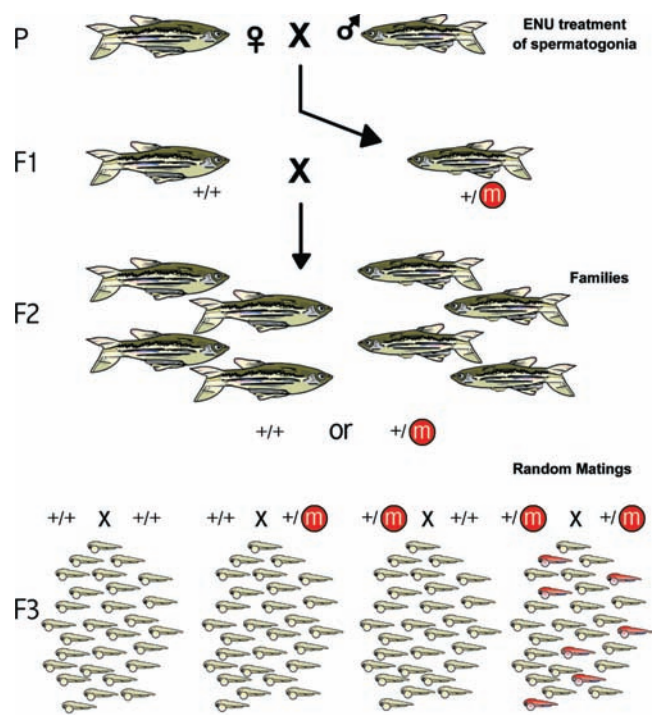 P ♀ X ♂ ENU treatment
of spermatogonia
F1 X
+/+ +/m
Families
F2
+/+ or +/m
Random Matings
+/+ X +/+ +/+ X +/m +/m X +/+ +/m X +/m
F3